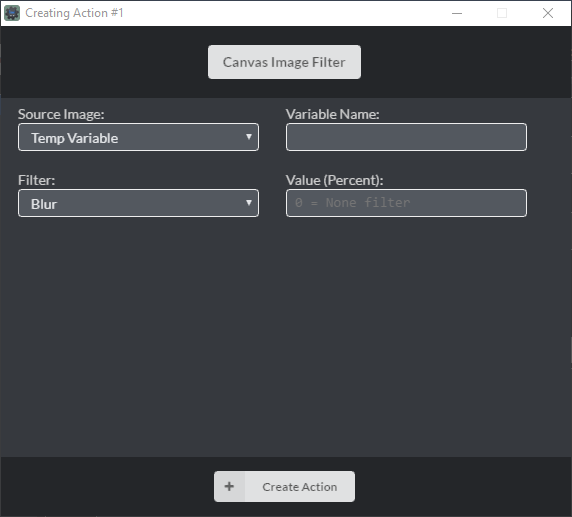 Creating Action #1
Canvas Image Filter
Source Image:
Variable Name:
Temp Variable
Filter:
Value (Percent):
Blur
0 = None filter
+ Create Action